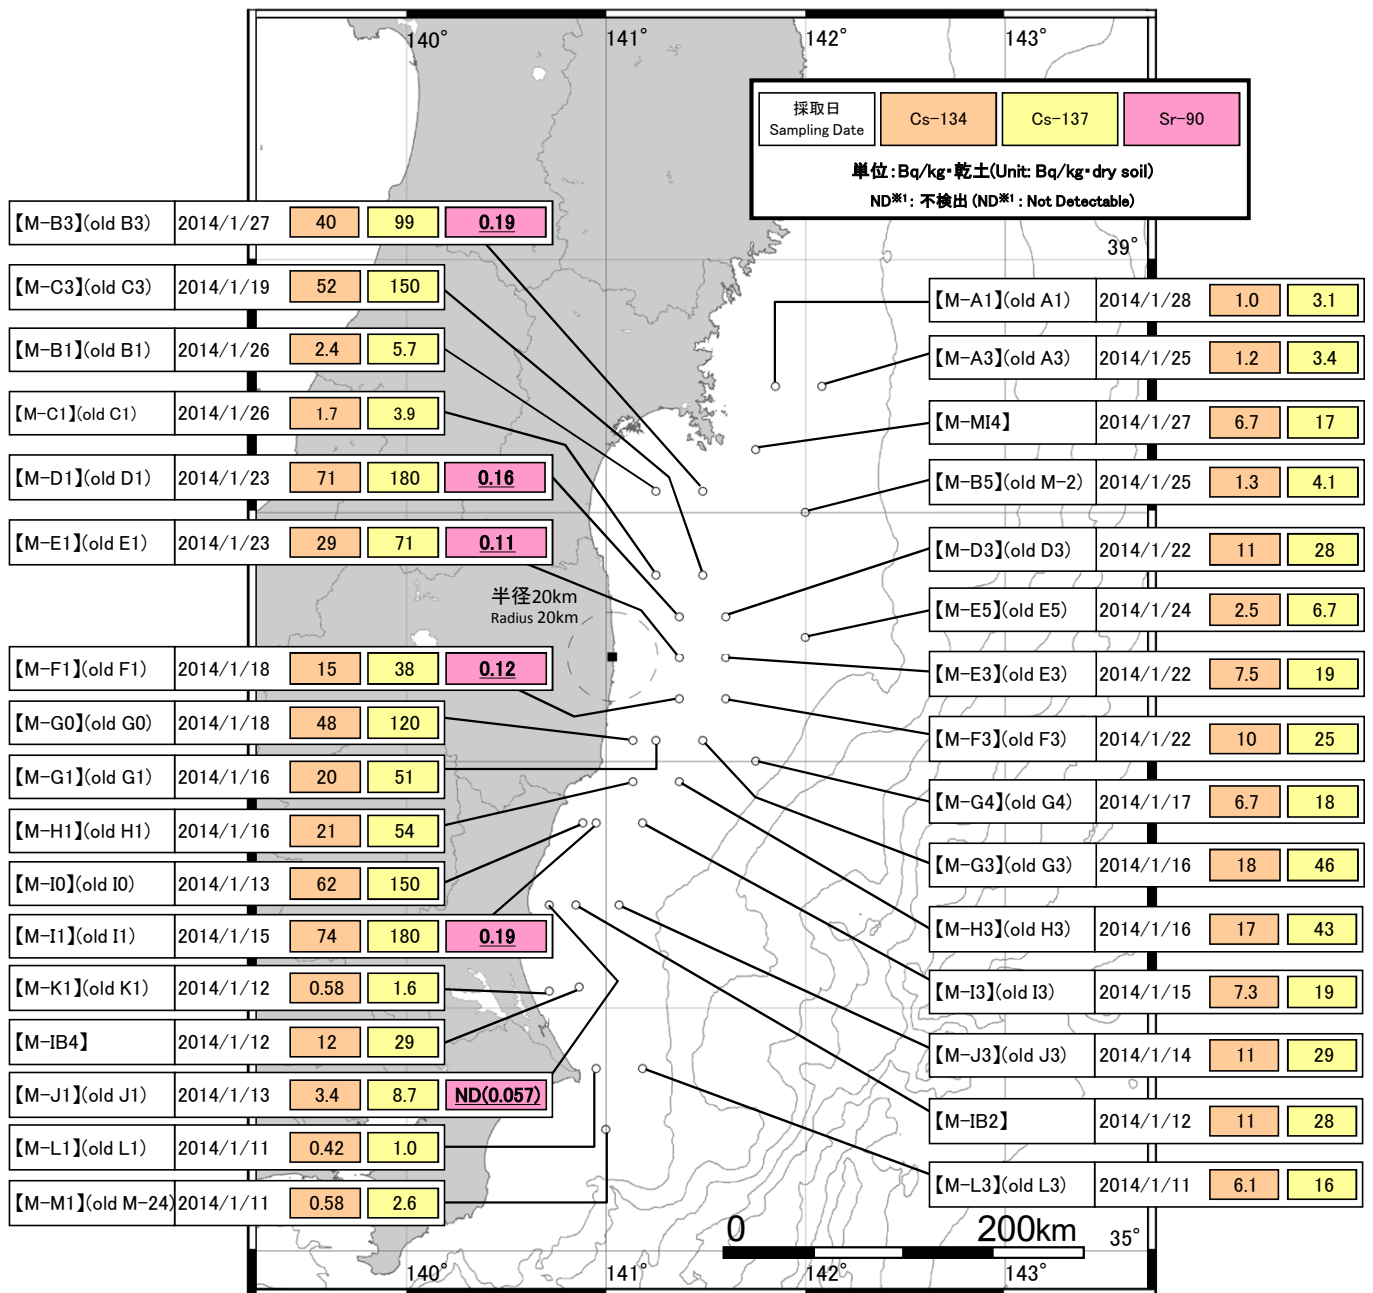 140° 141° 142° 143°
採取日
Sampling Date
Cs-134 Cs-137 Sr-90
単位:Bq/kg・乾土(Unit: Bq/kg・dry soil)
ND※1: 不検出 (ND※1 : Not Detectable)
39°
【M-B3】(old B3) 2014/1/27 40 99 0.19
【M-C3】(old C3) 2014/1/19 52 150
【M-B1】(old B1) 2014/1/26 2.4 5.7
【M-C1】(old C1) 2014/1/26 1.7 3.9
【M-D1】(old D1) 2014/1/23 71 180 0.16
【M-E1】(old E1) 2014/1/23 29 71 0.11
半径20km
Radius 20km
【M-F1】(old F1) 2014/1/18 15 38 0.12
【M-G0】(old G0) 2014/1/18 48 120
【M-G1】(old G1) 2014/1/16 20 51
【M-H1】(old H1) 2014/1/16 21 54
【M-I0】(old I0) 2014/1/13 62 150
【M-I1】(old I1) 2014/1/15 74 180 0.19
【M-K1】(old K1) 2014/1/12 0.58 1.6
【M-IB4】 2014/1/12 12 29
【M-J1】(old J1) 2014/1/13 3.4 8.7 ND(0.057)
【M-L1】(old L1) 2014/1/11 0.42 1.0
【M-M1】(old M-24) 2014/1/11 0.58 2.6
【M-A1】(old A1) 2014/1/28 1.0 3.1
【M-A3】(old A3) 2014/1/25 1.2 3.4
【M-MI4】 2014/1/27 6.7 17
【M-B5】(old M-2) 2014/1/25 1.3 4.1
【M-D3】(old D3) 2014/1/22 11 28
【M-E5】(old E5) 2014/1/24 2.5 6.7
【M-E3】(old E3) 2014/1/22 7.5 19
【M-F3】(old F3) 2014/1/22 10 25
【M-G4】(old G4) 2014/1/17 6.7 18
【M-G3】(old G3) 2014/1/16 18 46
【M-H3】(old H3) 2014/1/16 17 43
【M-I3】(old I3) 2014/1/15 7.3 19
【M-J3】(old J3) 2014/1/14 11 29
【M-IB2】 2014/1/12 11 28
【M-L3】(old L3) 2014/1/11 6.1 16
0 200km
35°
140° 141° 142° 143°